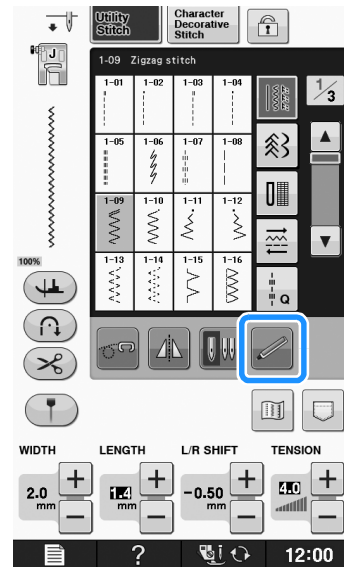 Utility Stitch
Character Decorative Stitch
J
1-09 Zigzag stitch
1/3
1-01 1-02 1-03 1-04
1-05 1-06 1-07 1-08
1-09 1-10 1-11 1-12
1-13 1-14 1-15 1-16
Q
100%
WIDTH LENGTH L/R SHIFT TENSION
2.0 mm + − 1.4 mm + − -0.50 mm + − 4.0 + −
? 12:00